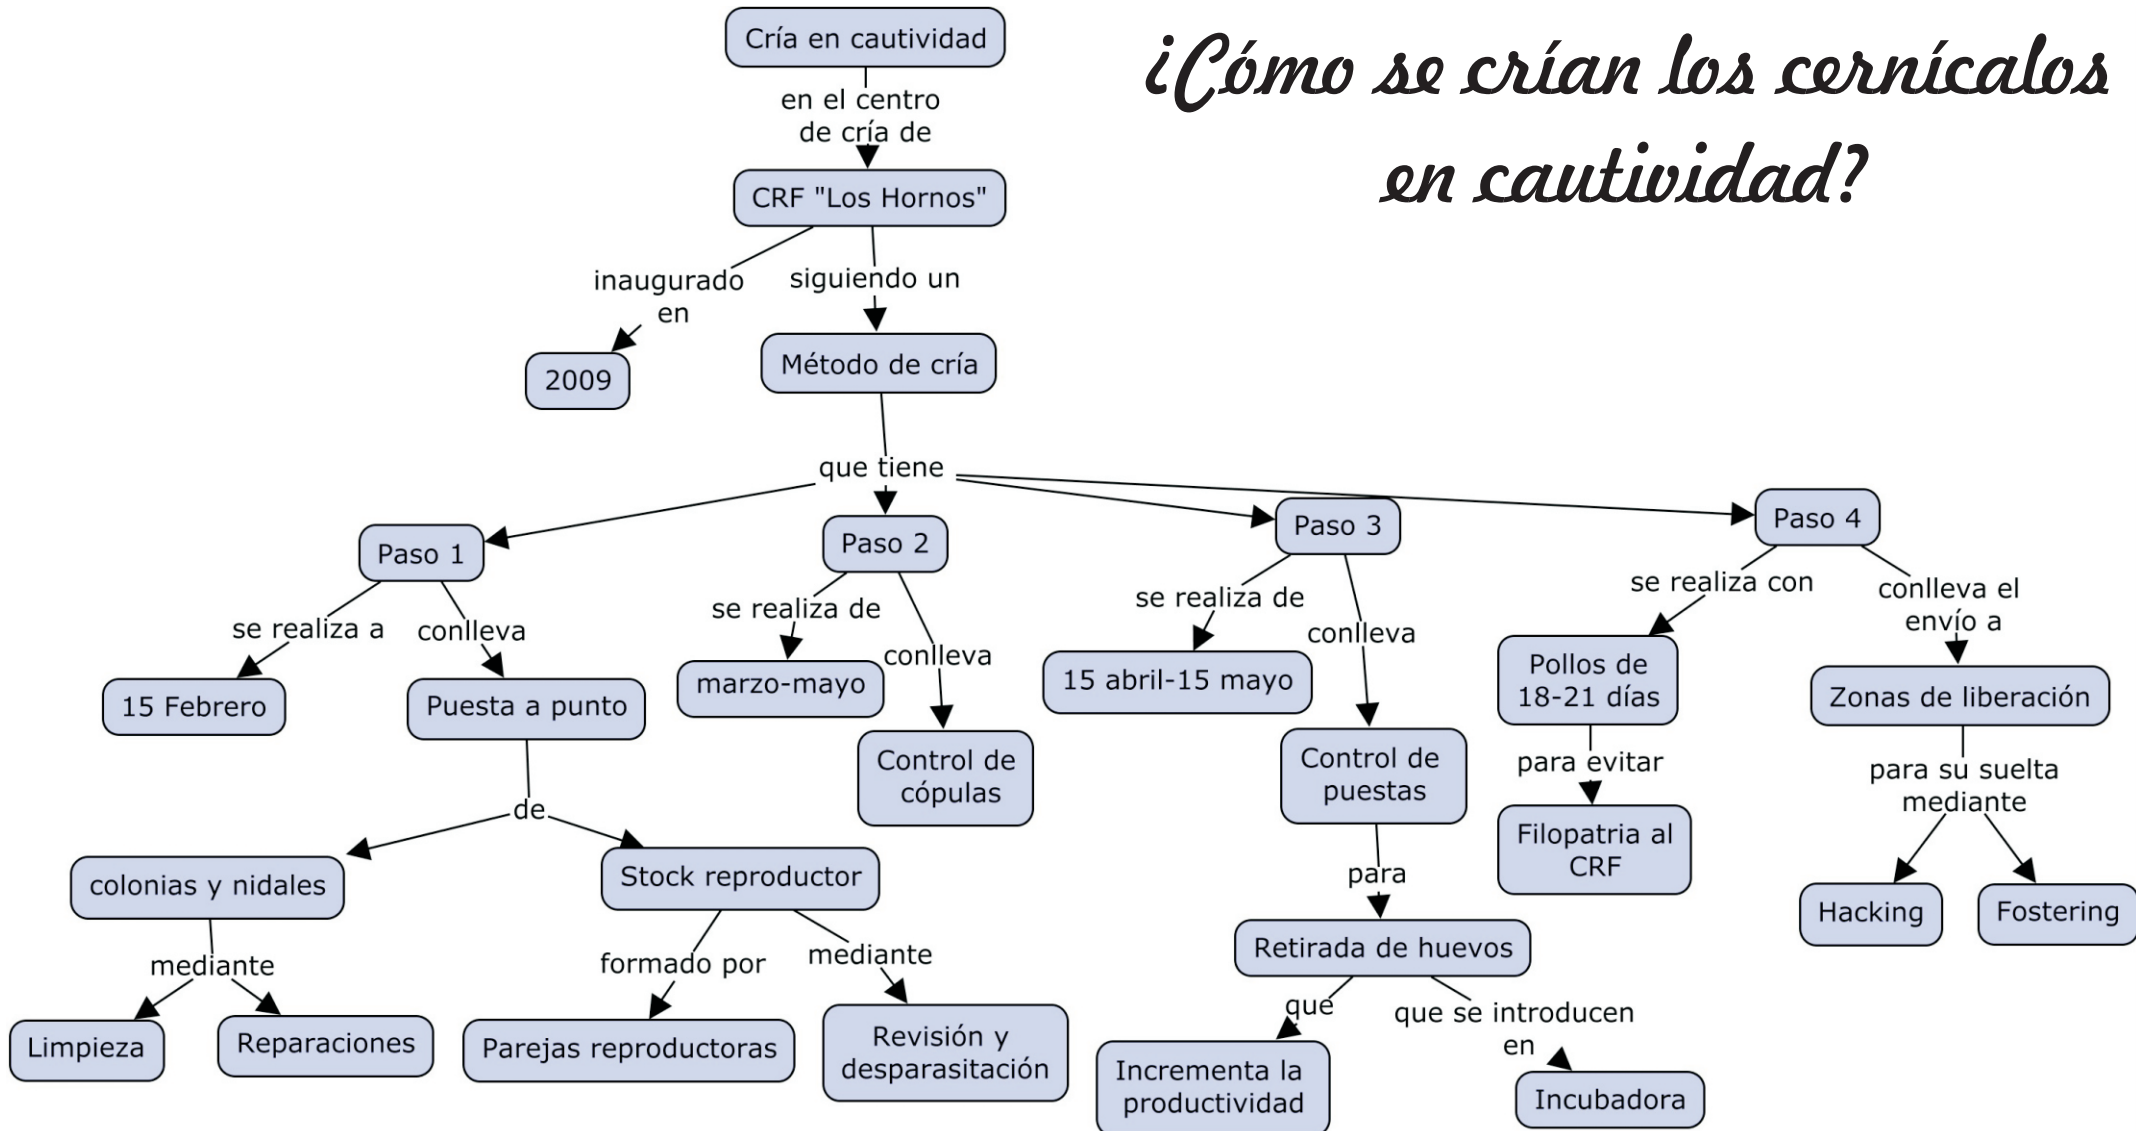 ¿Cómo se crían los cernícalos
en cautividad?
Cría en cautividad
en el centro
de cría de
CRF "Los Hornos"
inaugurado
en
siguiendo un
2009
Método de cría
que tiene
Paso 1
Paso 2
Paso 3
Paso 4
se realiza a
conlleva
se realiza de
conlleva
se realiza de
conlleva
se realiza con
conlleva el
envío a
15 Febrero
Puesta a punto
marzo-mayo
Control de
cópulas
15 abril-15 mayo
Control de
puestas
Pollos de
18-21 días
Zonas de liberación
de
para
para evitar
para su suelta
mediante
colonias y nidales
Stock reproductor
Retirada de huevos
Filopatria al
CRF
Hacking
Fostering
mediante
formado por
mediante
que
que se introducen
en
Limpieza
Reparaciones
Parejas reproductoras
Revisión y
desparasitación
Incrementa la
productividad
Incubadora